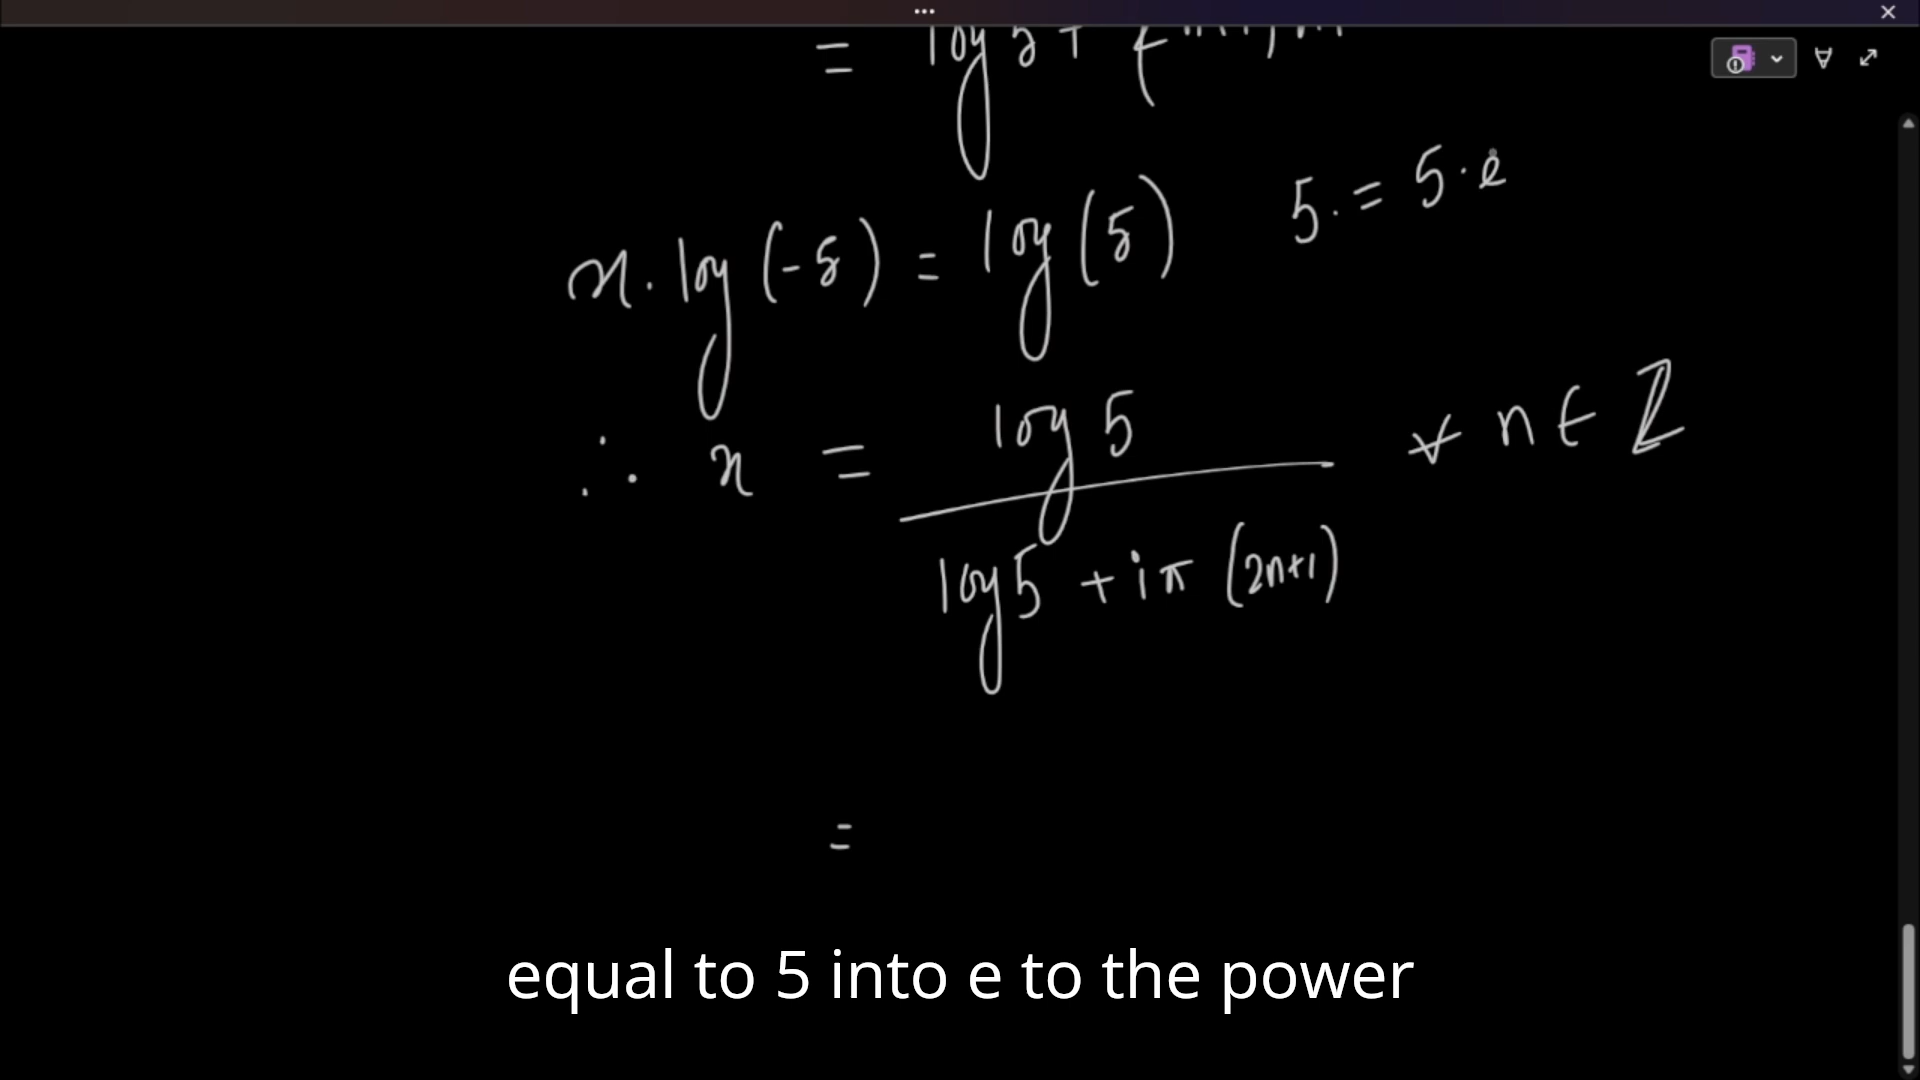 x. log (-5) = log (5) 5. = 5.e
∴ x = log 5 / log 5 + iπ (2n+1) ∀ n ∈ ℤ
=
equal to 5 into e to the power